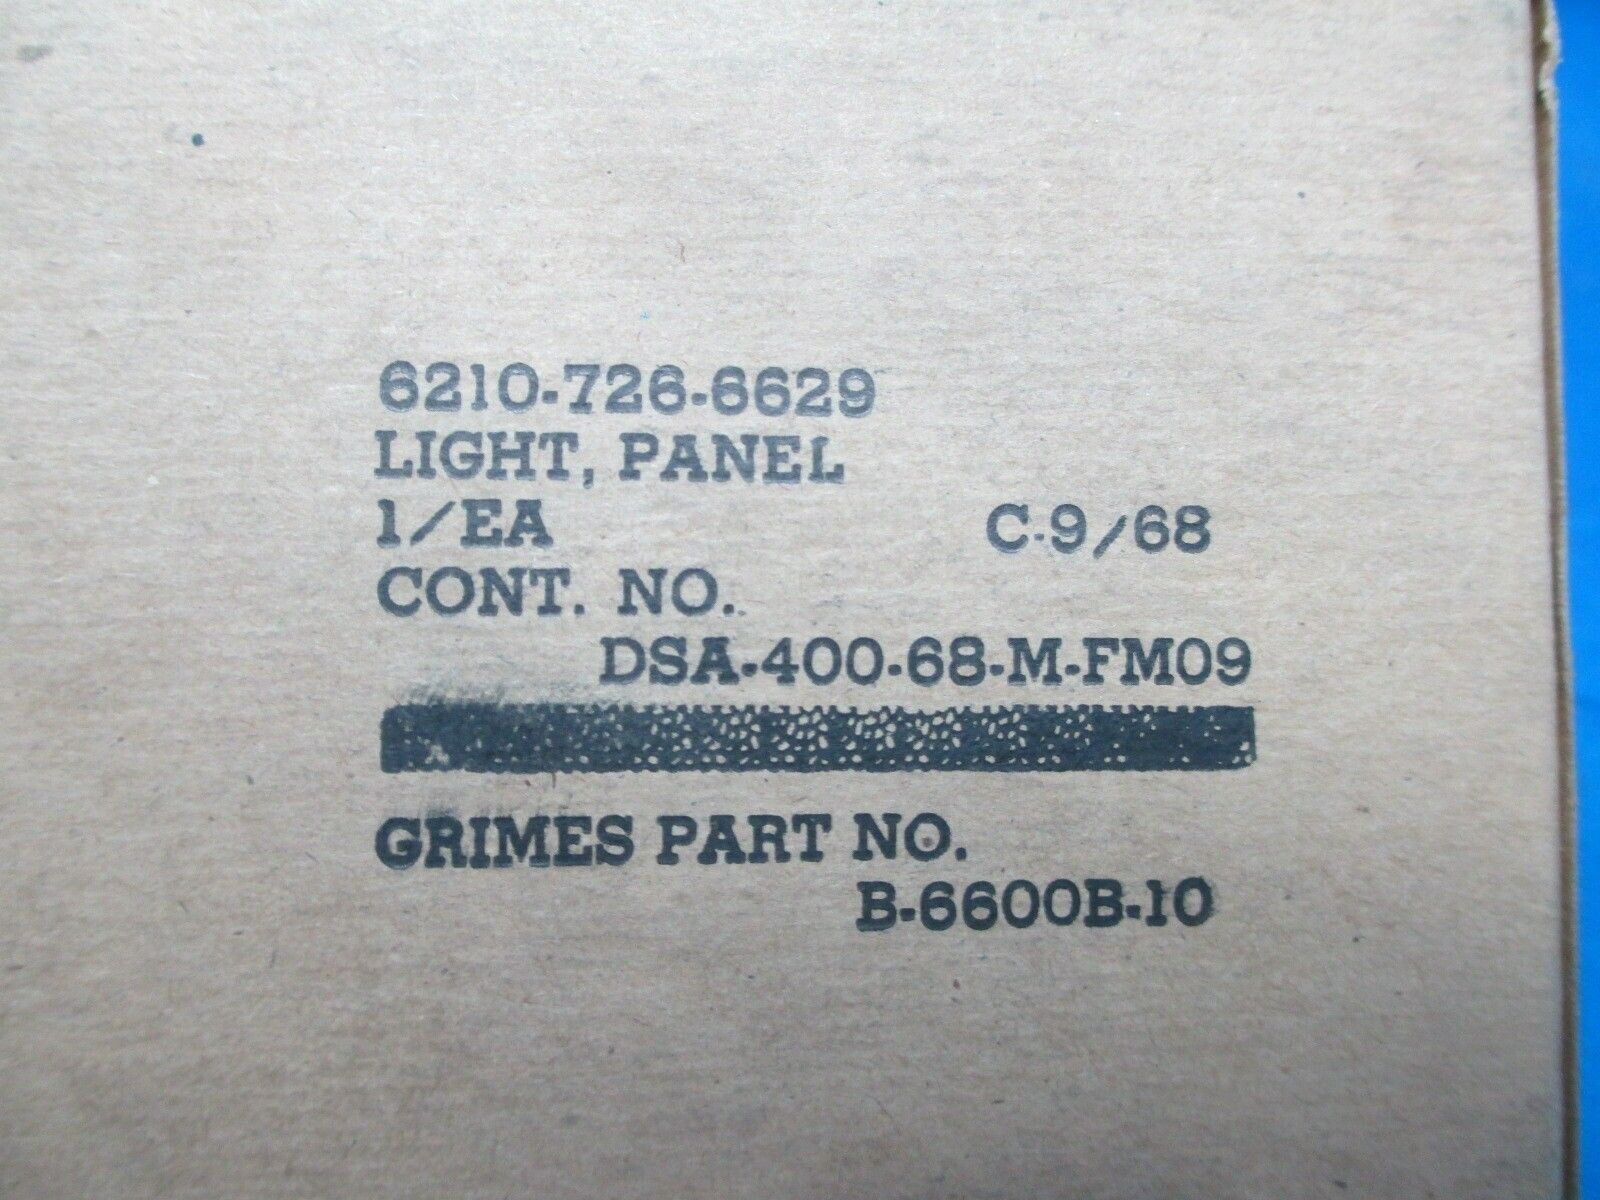 6210-726-6629
LIGHT, PANEL
1/EA C-9/68
CONT. NO.
DSA-400-68-M-FM09
GRIMES PART NO.
B-6600B-10